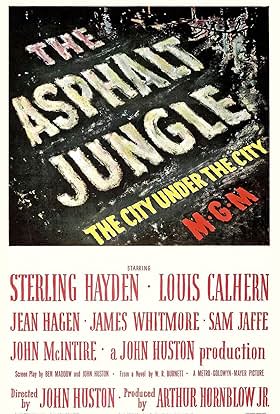 THE
ASPHALT
JUNGLE
THE CITY UNDER THE CITY
M-G-M
STARRING
STERLING HAYDEN · LOUIS CALHERN
JEAN HAGEN · JAMES WHITMORE · SAM JAFFE
JOHN McINTIRE · a JOHN HUSTON production
Screen Play by BEN MADDOW and JOHN HUSTON · From a Novel by W. R. BURNETT · A METRO-GOLDWYN-MAYER PICTURE
Directed by JOHN HUSTON · Produced by ARTHUR HORNBLOW JR.